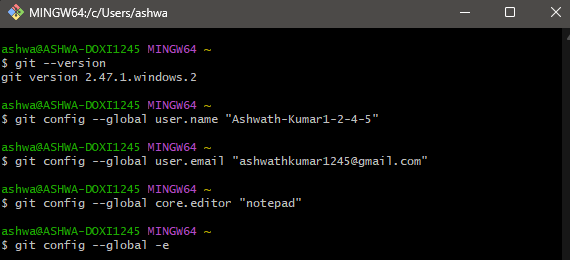 MINGW64:/c/Users/ashwa
ashwa@ASHWA-DOXI1245 MINGW64 ~
$ git --version
git version 2.47.1.windows.2
ashwa@ASHWA-DOXI1245 MINGW64 ~
$ git config --global user.name "Ashwath-Kumar1-2-4-5"
ashwa@ASHWA-DOXI1245 MINGW64 ~
$ git config --global user.email "ashwathkumar1245@gmail.com"
ashwa@ASHWA-DOXI1245 MINGW64 ~
$ git config --global core.editor "notepad"
ashwa@ASHWA-DOXI1245 MINGW64 ~
$ git config --global -e